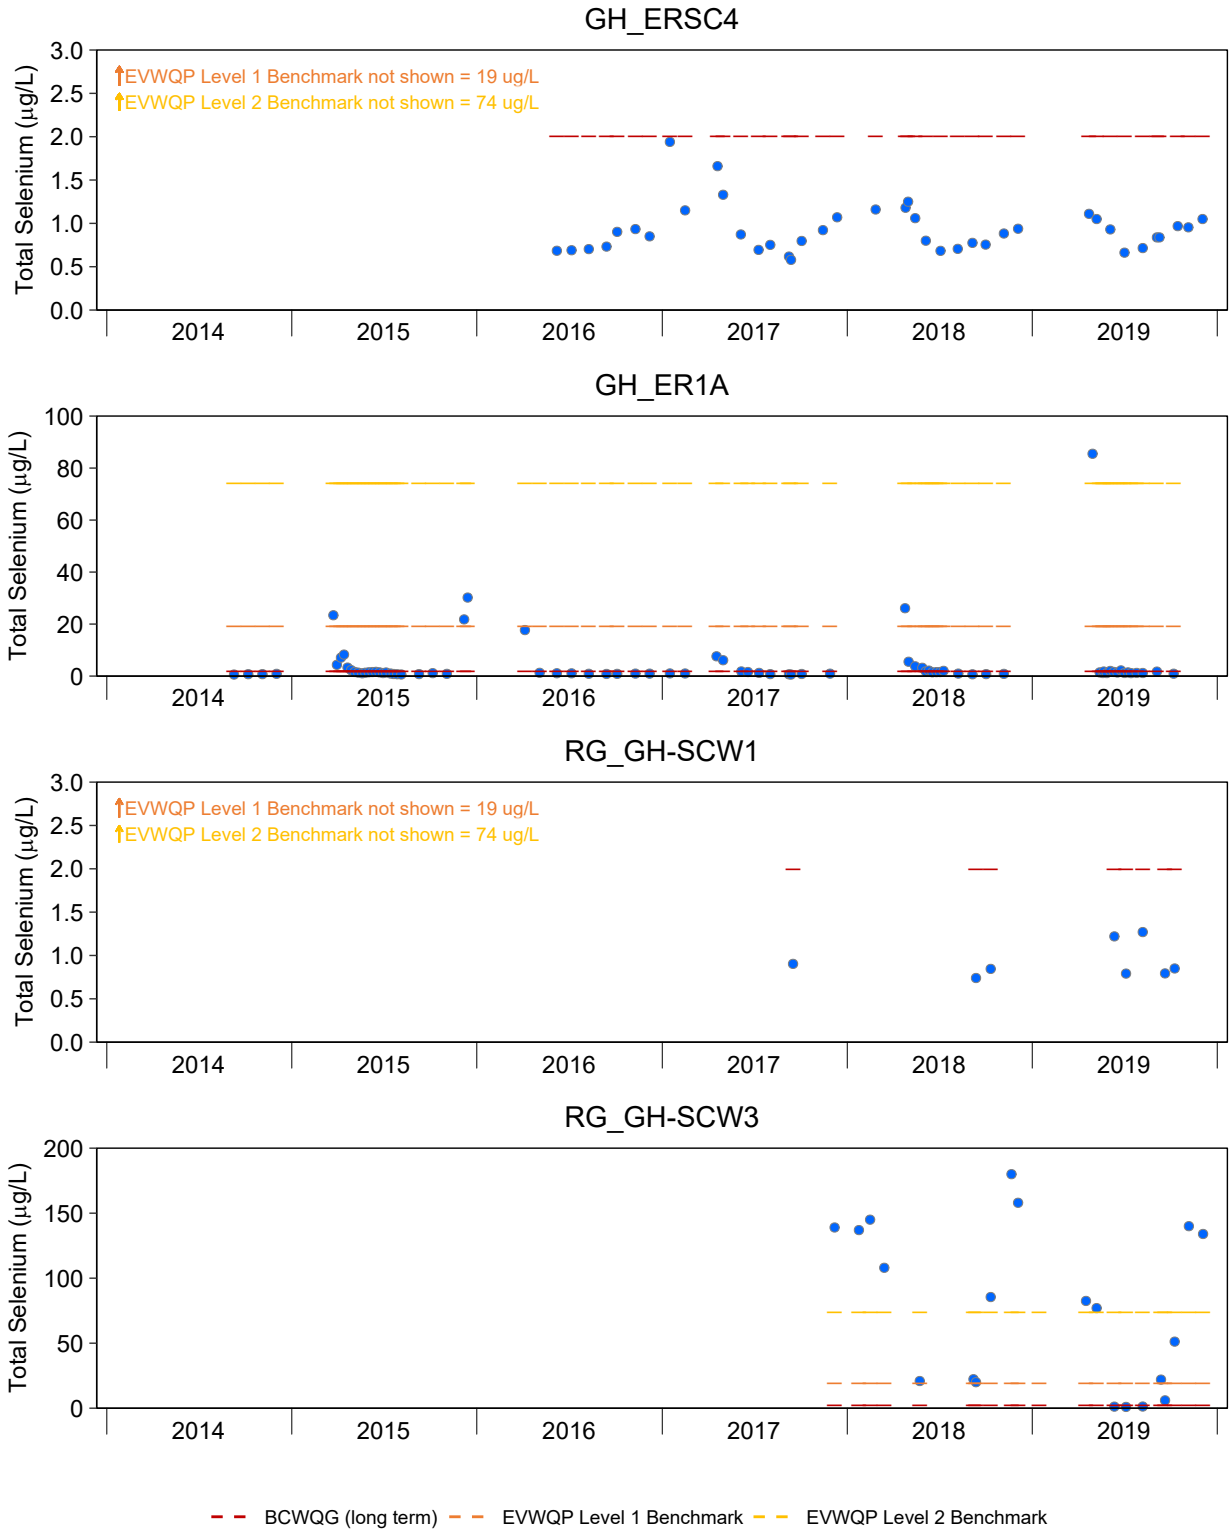 GH_ERSC4
Total Selenium (µg/L)
3.0
2.5
2.0
1.5
1.0
0.5
0.0
EVWQP Level 1 Benchmark not shown = 19 ug/L
EVWQP Level 2 Benchmark not shown = 74 ug/L
2014 2015 2016 2017 2018 2019
GH_ER1A
Total Selenium (µg/L)
100
80
60
40
20
0
2014 2015 2016 2017 2018 2019
RG_GH-SCW1
Total Selenium (µg/L)
3.0
2.5
2.0
1.5
1.0
0.5
0.0
EVWQP Level 1 Benchmark not shown = 19 ug/L
EVWQP Level 2 Benchmark not shown = 74 ug/L
2014 2015 2016 2017 2018 2019
RG_GH-SCW3
Total Selenium (µg/L)
200
150
100
50
0
2014 2015 2016 2017 2018 2019
BCWQG (long term) EVWQP Level 1 Benchmark EVWQP Level 2 Benchmark